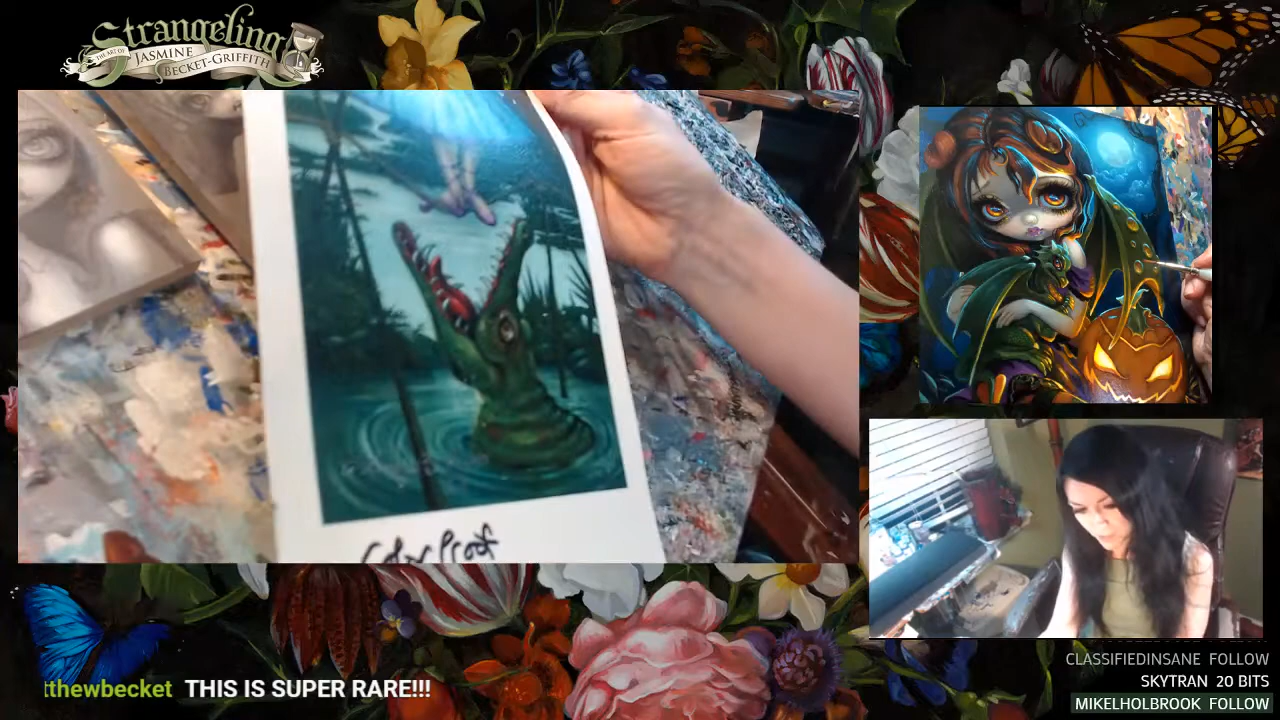 Strangeling
THE ART OF
JASMINE
BECKET-GRIFFITH
Color Proof
tthewbecket THIS IS SUPER RARE!!!
CLASSIFIEDINSANE FOLLOW
SKYTRAN 20 BITS
MIKELHOLBROOK FOLLOW